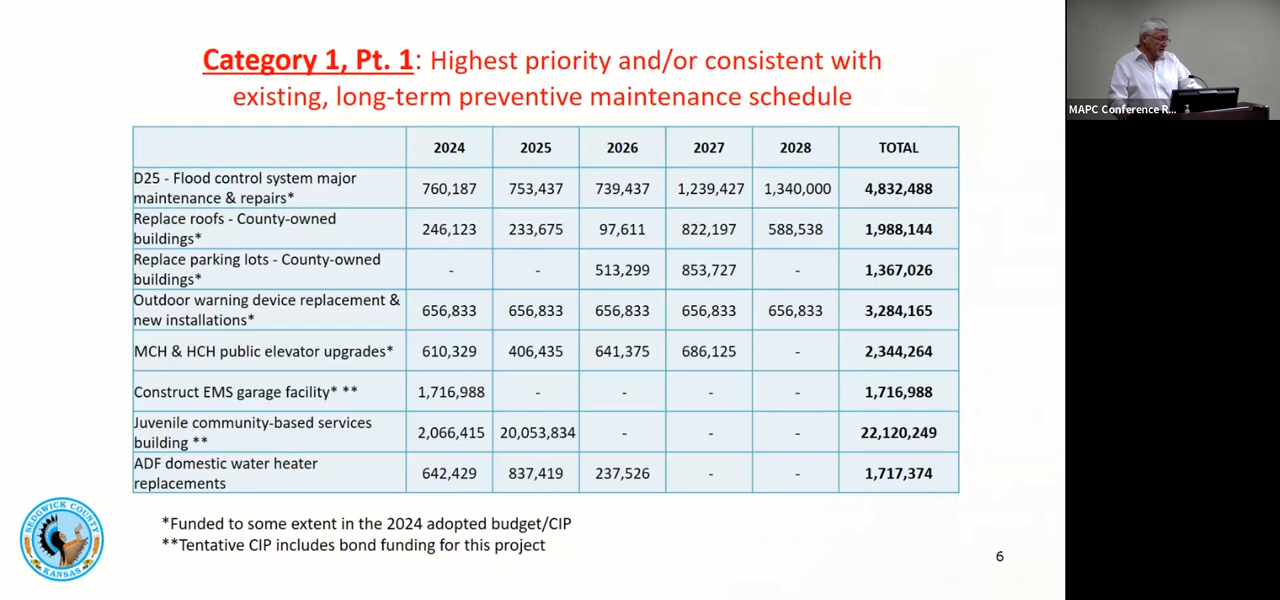 Category 1, Pt. 1: Highest priority and/or consistent with
existing, long-term preventive maintenance schedule
2024 2025 2026 2027 2028 TOTAL
D25 - Flood control system major
maintenance & repairs* 760,187 753,437 739,437 1,239,427 1,340,000 4,832,488
Replace roofs - County-owned
buildings* 246,123 233,675 97,611 822,197 588,538 1,988,144
Replace parking lots - County-owned
buildings* - - 513,299 853,727 - 1,367,026
Outdoor warning device replacement &
new installations* 656,833 656,833 656,833 656,833 656,833 3,284,165
MCH & HCH public elevator upgrades* 610,329 406,435 641,375 686,125 - 2,344,264
Construct EMS garage facility* ** 1,716,988 - - - - 1,716,988
Juvenile community-based services
building ** 2,066,415 20,053,834 - - - 22,120,249
ADF domestic water heater
replacements 642,429 837,419 237,526 - - 1,717,374
*Funded to some extent in the 2024 adopted budget/CIP
**Tentative CIP includes bond funding for this project
6
SEDGWICK COUNTY
KANSAS
MAPC Conference R...